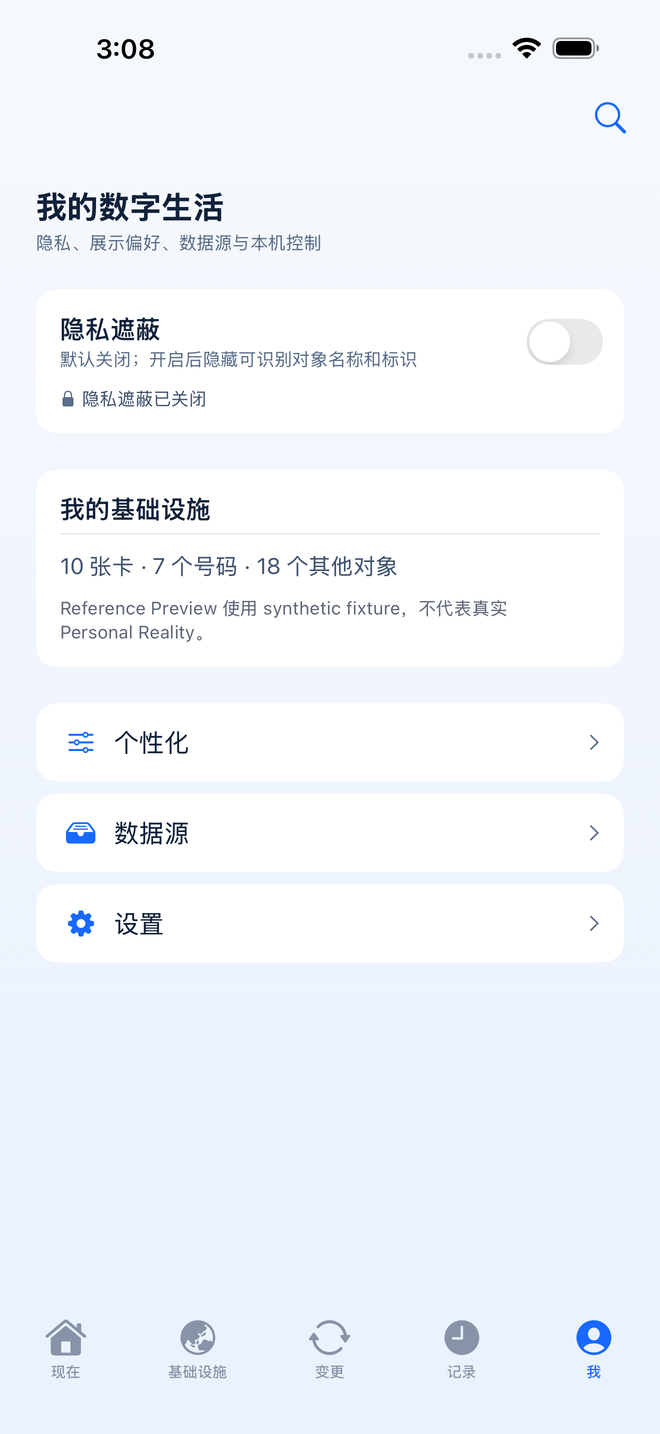 3:08
我的数字生活
隐私、展示偏好、数据源与本机控制
隐私遮蔽
默认关闭；开启后隐藏可识别对象名称和标识
隐私遮蔽已关闭
我的基础设施
10 张卡 · 7 个号码 · 18 个其他对象
Reference Preview 使用 synthetic fixture，不代表真实
Personal Reality。
个性化
数据源
设置
现在
基础设施
变更
记录
我